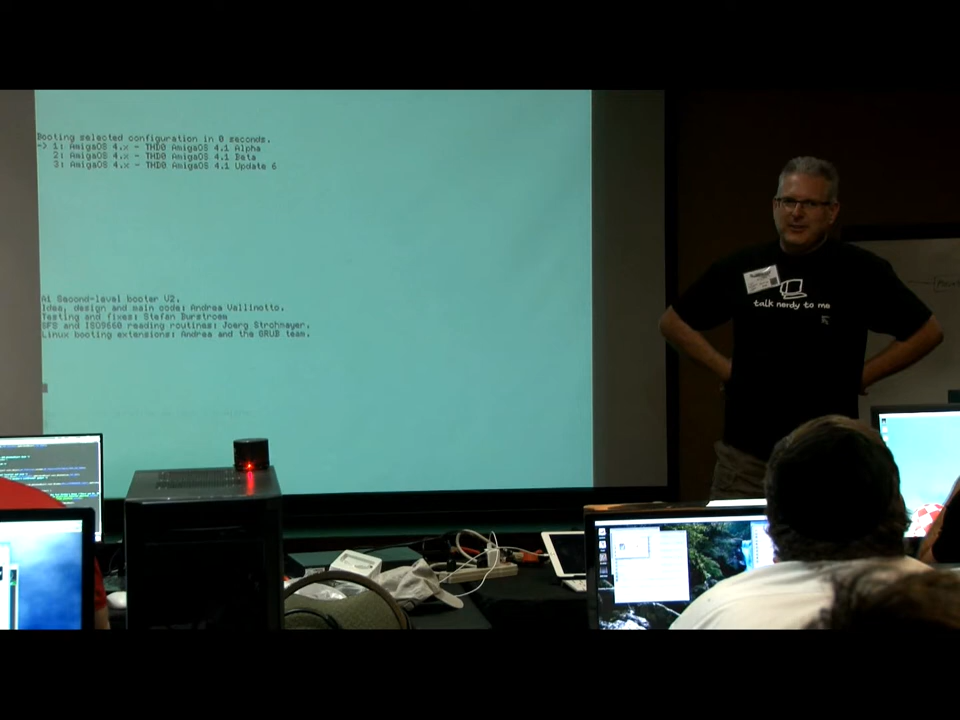 Booting selected configuration in 0 seconds.
-> 1: AmigaOS 4.x - THD0 AmigaOS 4.1 Alpha
2: AmigaOS 4.x - THD0 AmigaOS 4.1 Beta
3: AmigaOS 4.x - THD0 AmigaOS 4.1 Update 6
A1 Second-level booter V2.
Idea, design and main code: Andrea Vallinotto.
Testing and fixes: Stefan Burstroem
SFS and ISO9660 reading routines: Joerg Strohmayer.
Linux booting extensions: Andrea and the GRUB team.
talk nerdy to me